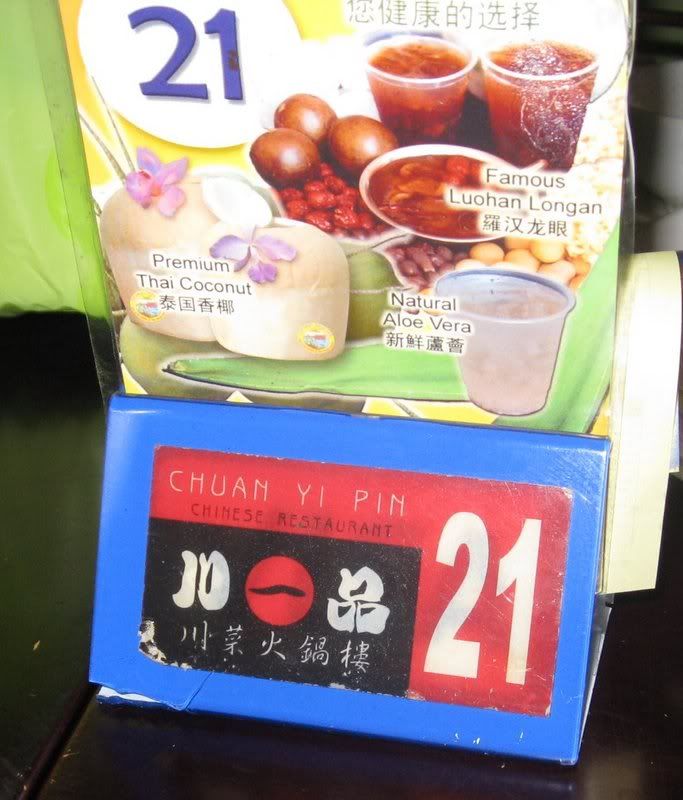 您健康的选择
21
Famous
Luohan Longan
羅汉龙眼
Premium
Thai Coconut
泰国香椰
Natural
Aloe Vera
新鮮蘆薈
CHUAN YI PIN
CHINESE RESTAURANT
川一品
川菜火鍋樓
21